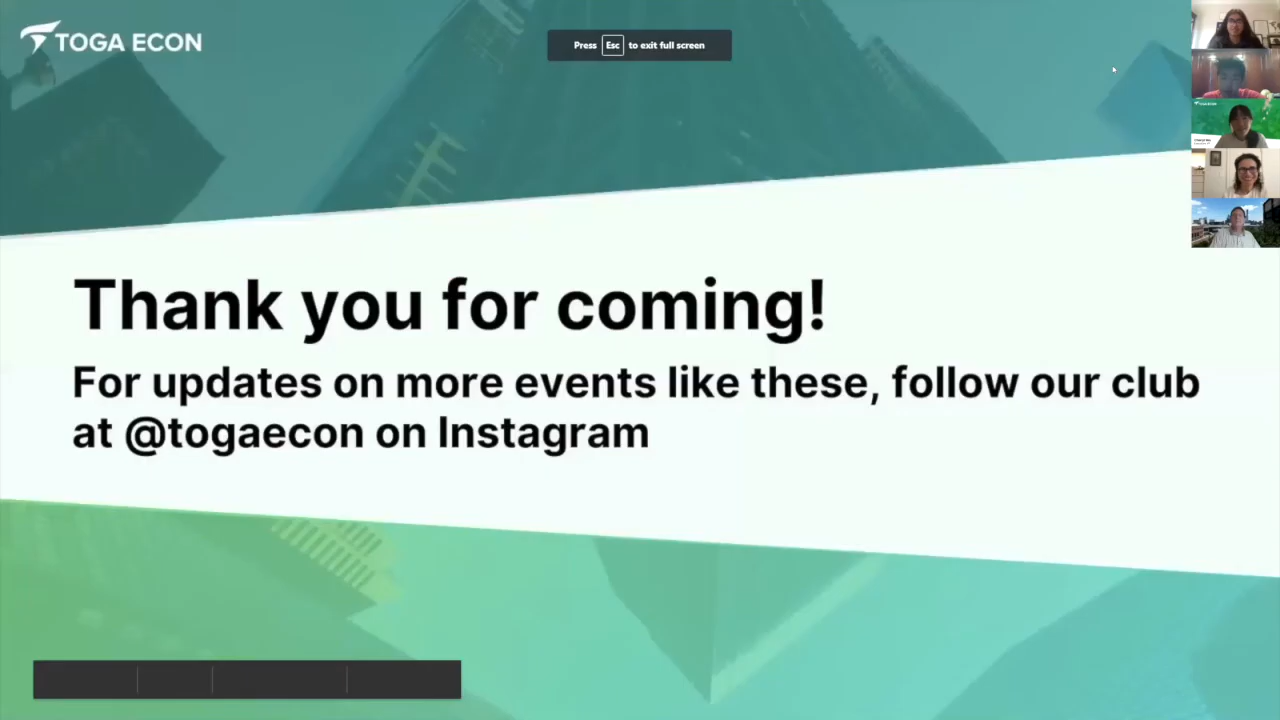 TOGA ECON
Press Esc to exit full screen
Thank you for coming!
For updates on more events like these, follow our club
at @togaecon on Instagram